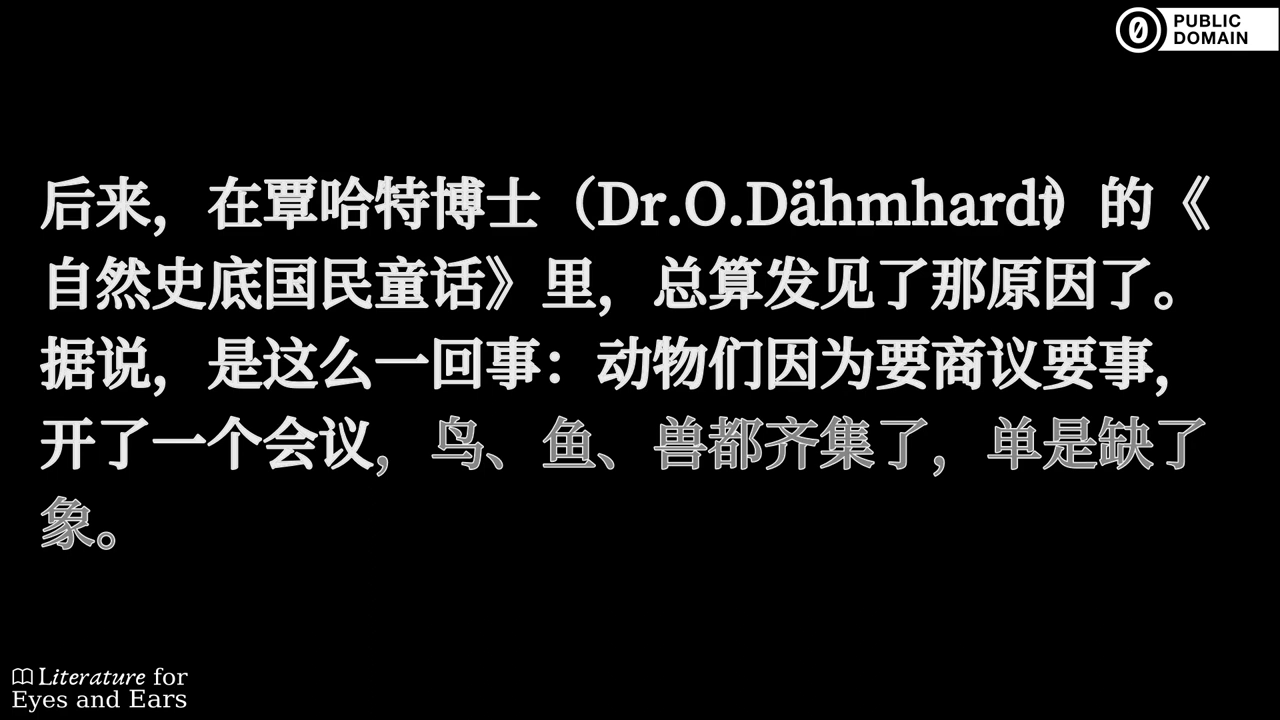 PUBLIC
DOMAIN
后来，在覃哈特博士（Dr.O.Dähmhardt）的《
自然史底国民童话》里，总算发见了那原因了。
据说，是这么一回事：动物们因为要商议要事，
开了一个会议，鸟、鱼、兽都齐集了，单是缺了
象。
Literature for
Eyes and Ears